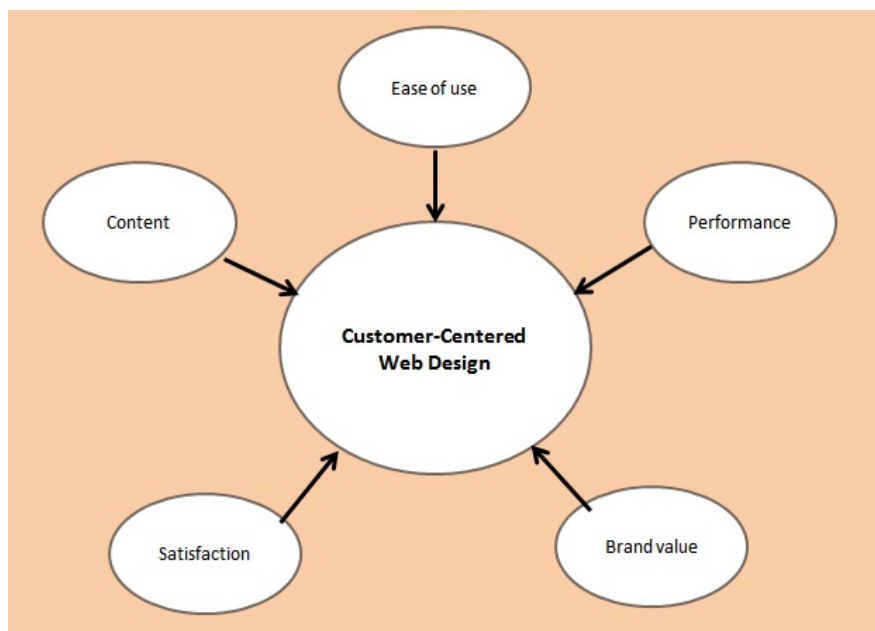 Ease of use
Content
Performance
Customer-Centered
Web Design
Satisfaction
Brand value